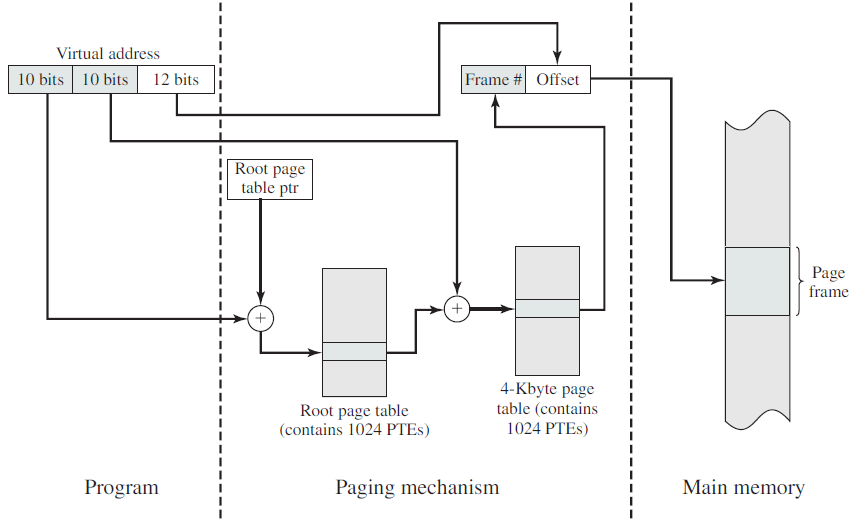 Virtual address
10 bits
10 bits
12 bits
Frame #
Offset
Root page
table ptr
+
+
Page
frame
Root page table
(contains 1024 PTEs)
4-Kbyte page
table (contains
1024 PTEs)
Program
Paging mechanism
Main memory